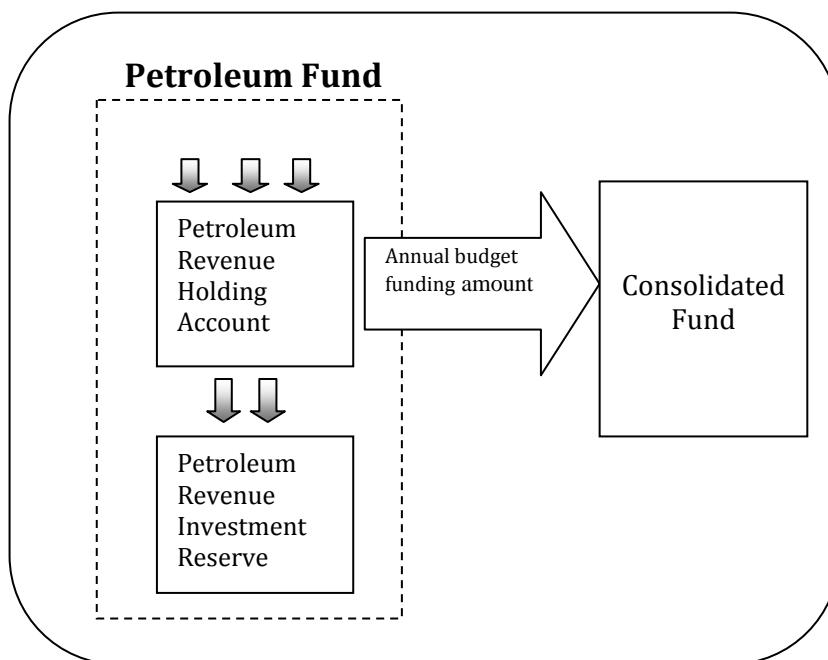 Petroleum Fund
Petroleum
Revenue
Holding
Account
Annual budget
funding amount
Consolidated
Fund
Petroleum
Revenue
Investment
Reserve